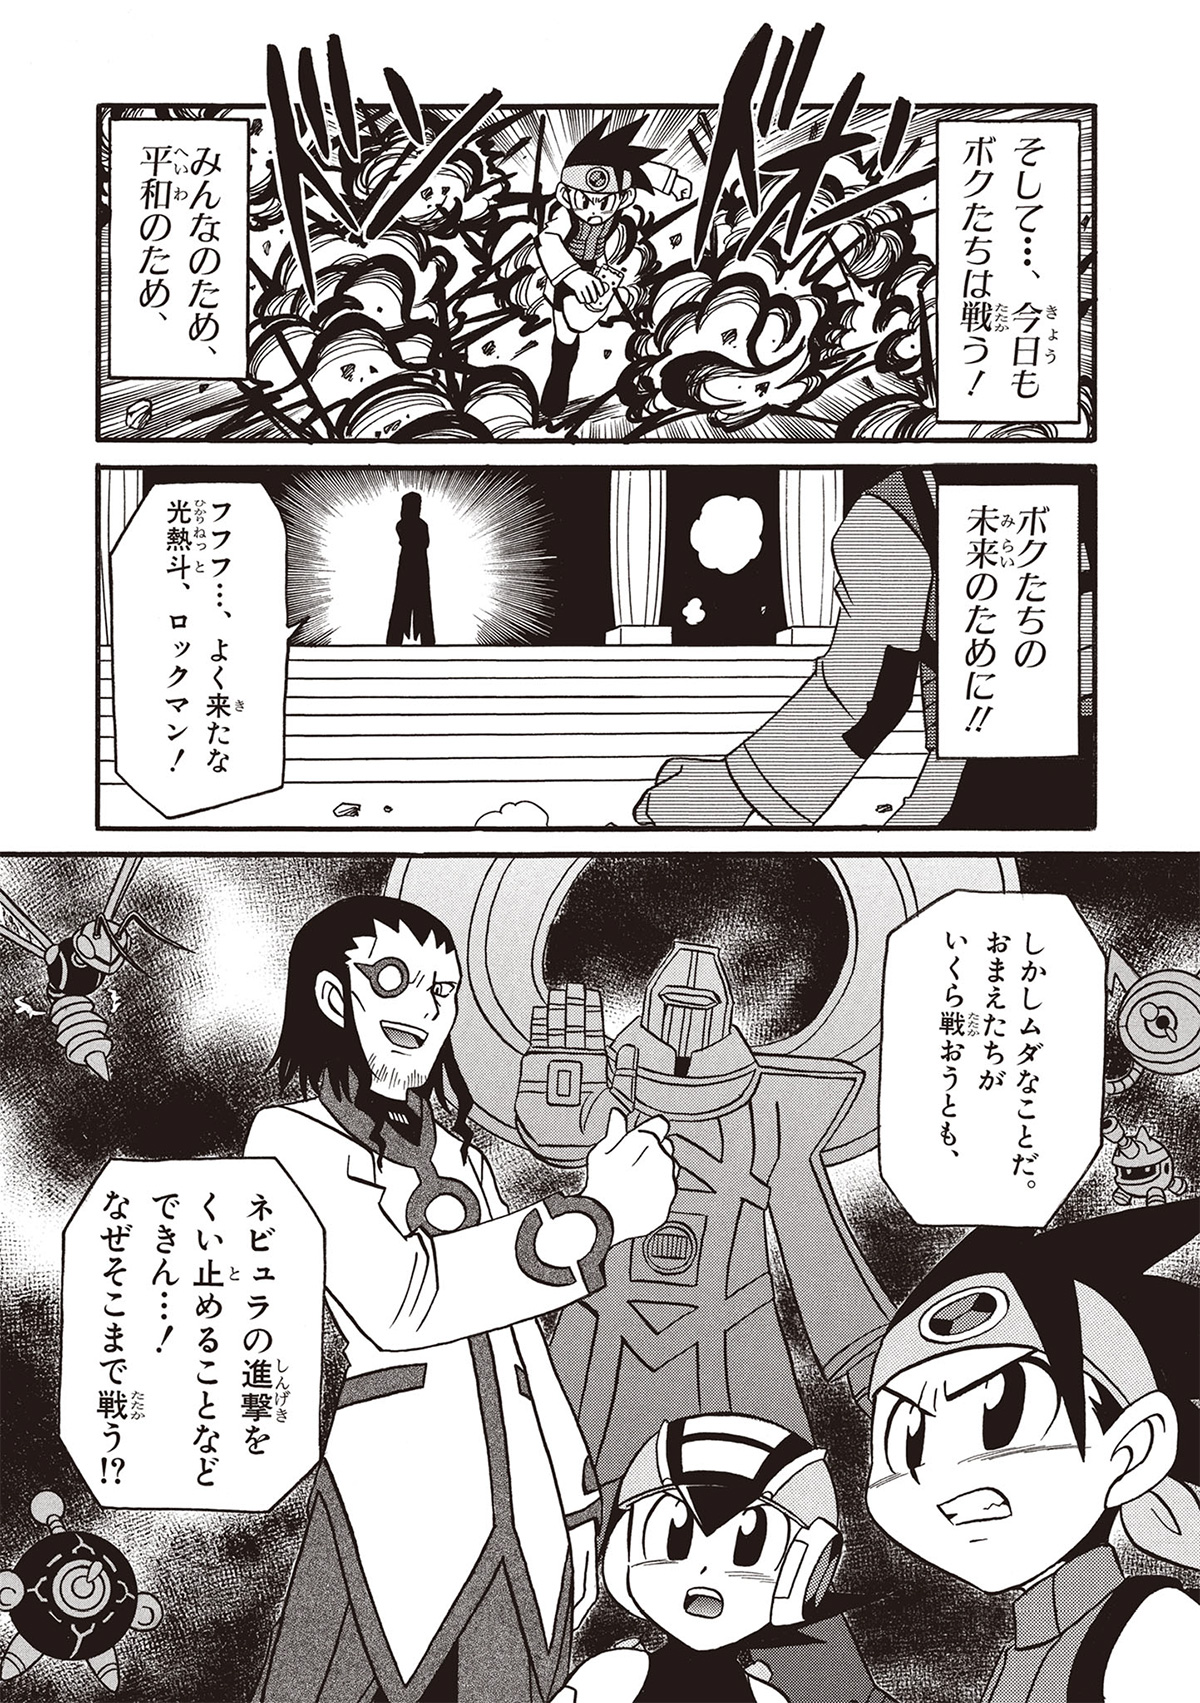 そして…、今日も
ボクたちは戦う!
みんなのため、
平和のため、
ボクたちの
未来のために!!
フフフ…、よく来たな
光熱斗、ロックマン!
しかしムダなことだ。
おまえたちが
いくら戦おうとも、
ネビュラの進撃を
くい止めることなど
できん…!
なぜそこまで戦う!?